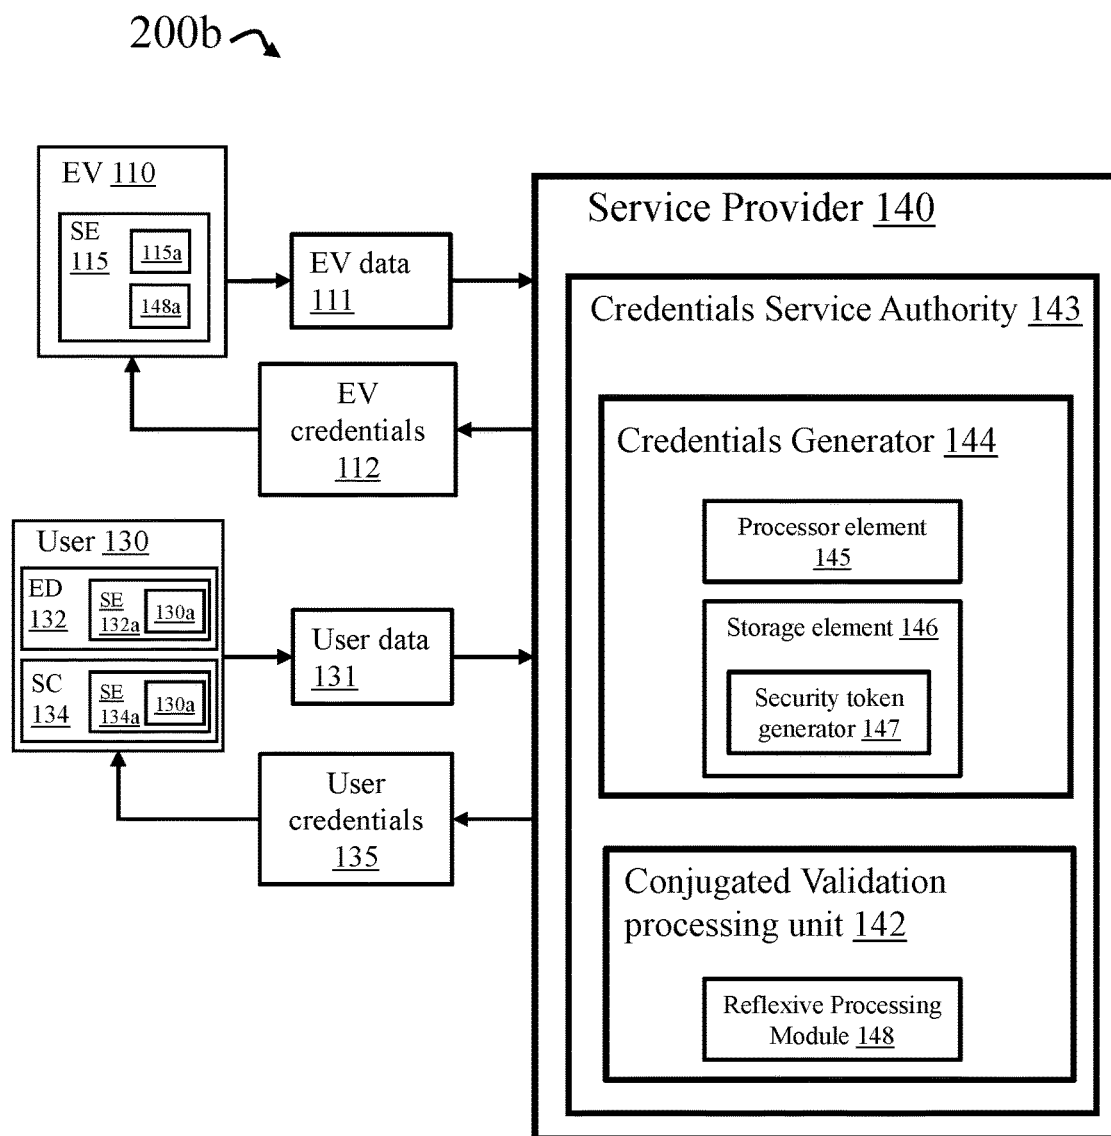 200b
EV 110
SE
115
115a
148a
EV data
111
EV
credentials
112
User 130
ED
132
SE
132a
130a
SC
134
SE
134a
130a
User data
131
User
credentials
135
Service Provider 140
Credentials Service Authority 143
Credentials Generator 144
Processor element
145
Storage element 146
Security token
generator 147
Conjugated Validation
processing unit 142
Reflexive Processing
Module 148